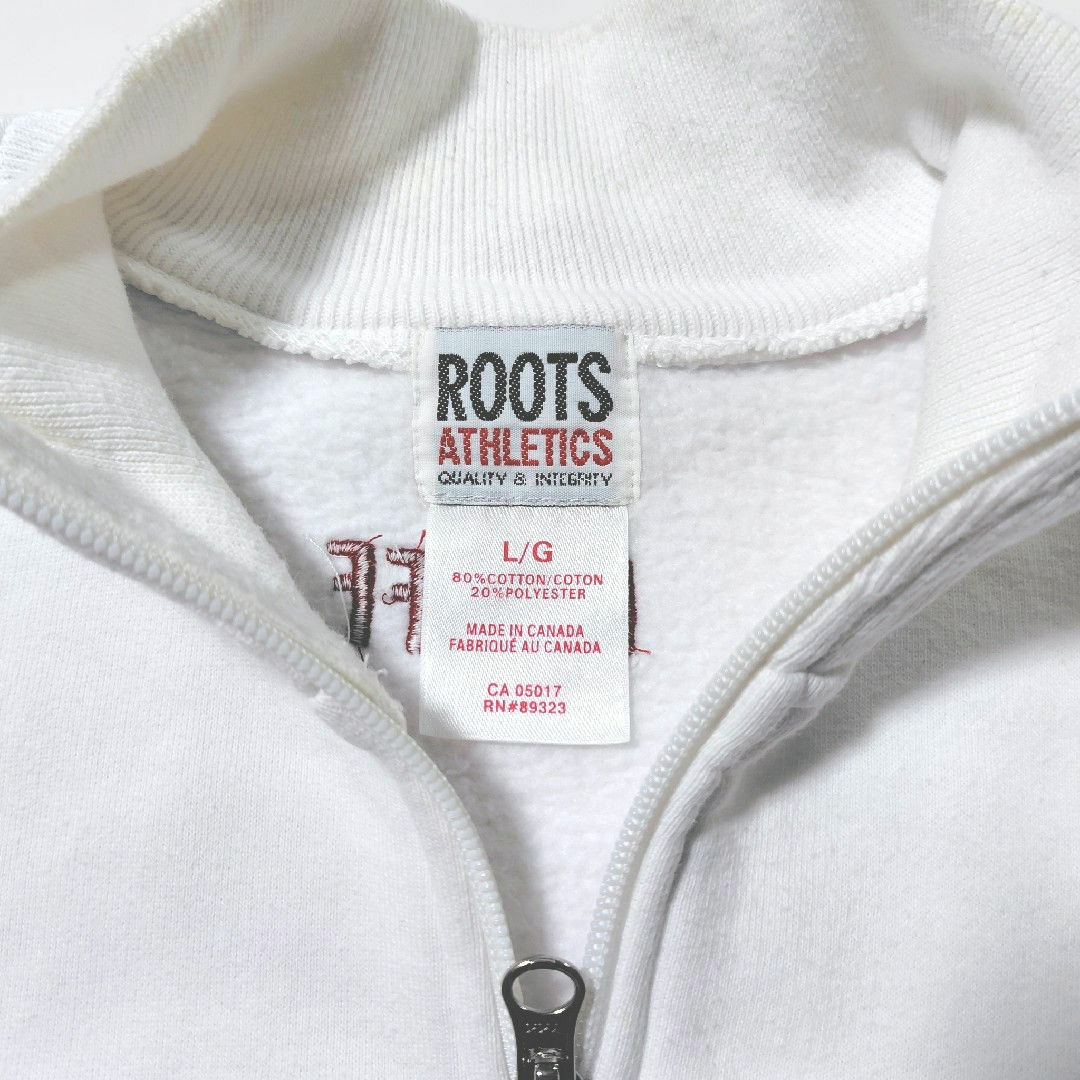 ROOTS
ATHLETICS
QUALITY & INTEGRITY
L/G
80%COTTON/COTON
20%POLYESTER
MADE IN CANADA
FABRIQUÉ AU CANADA
CA 05017
RN#89323